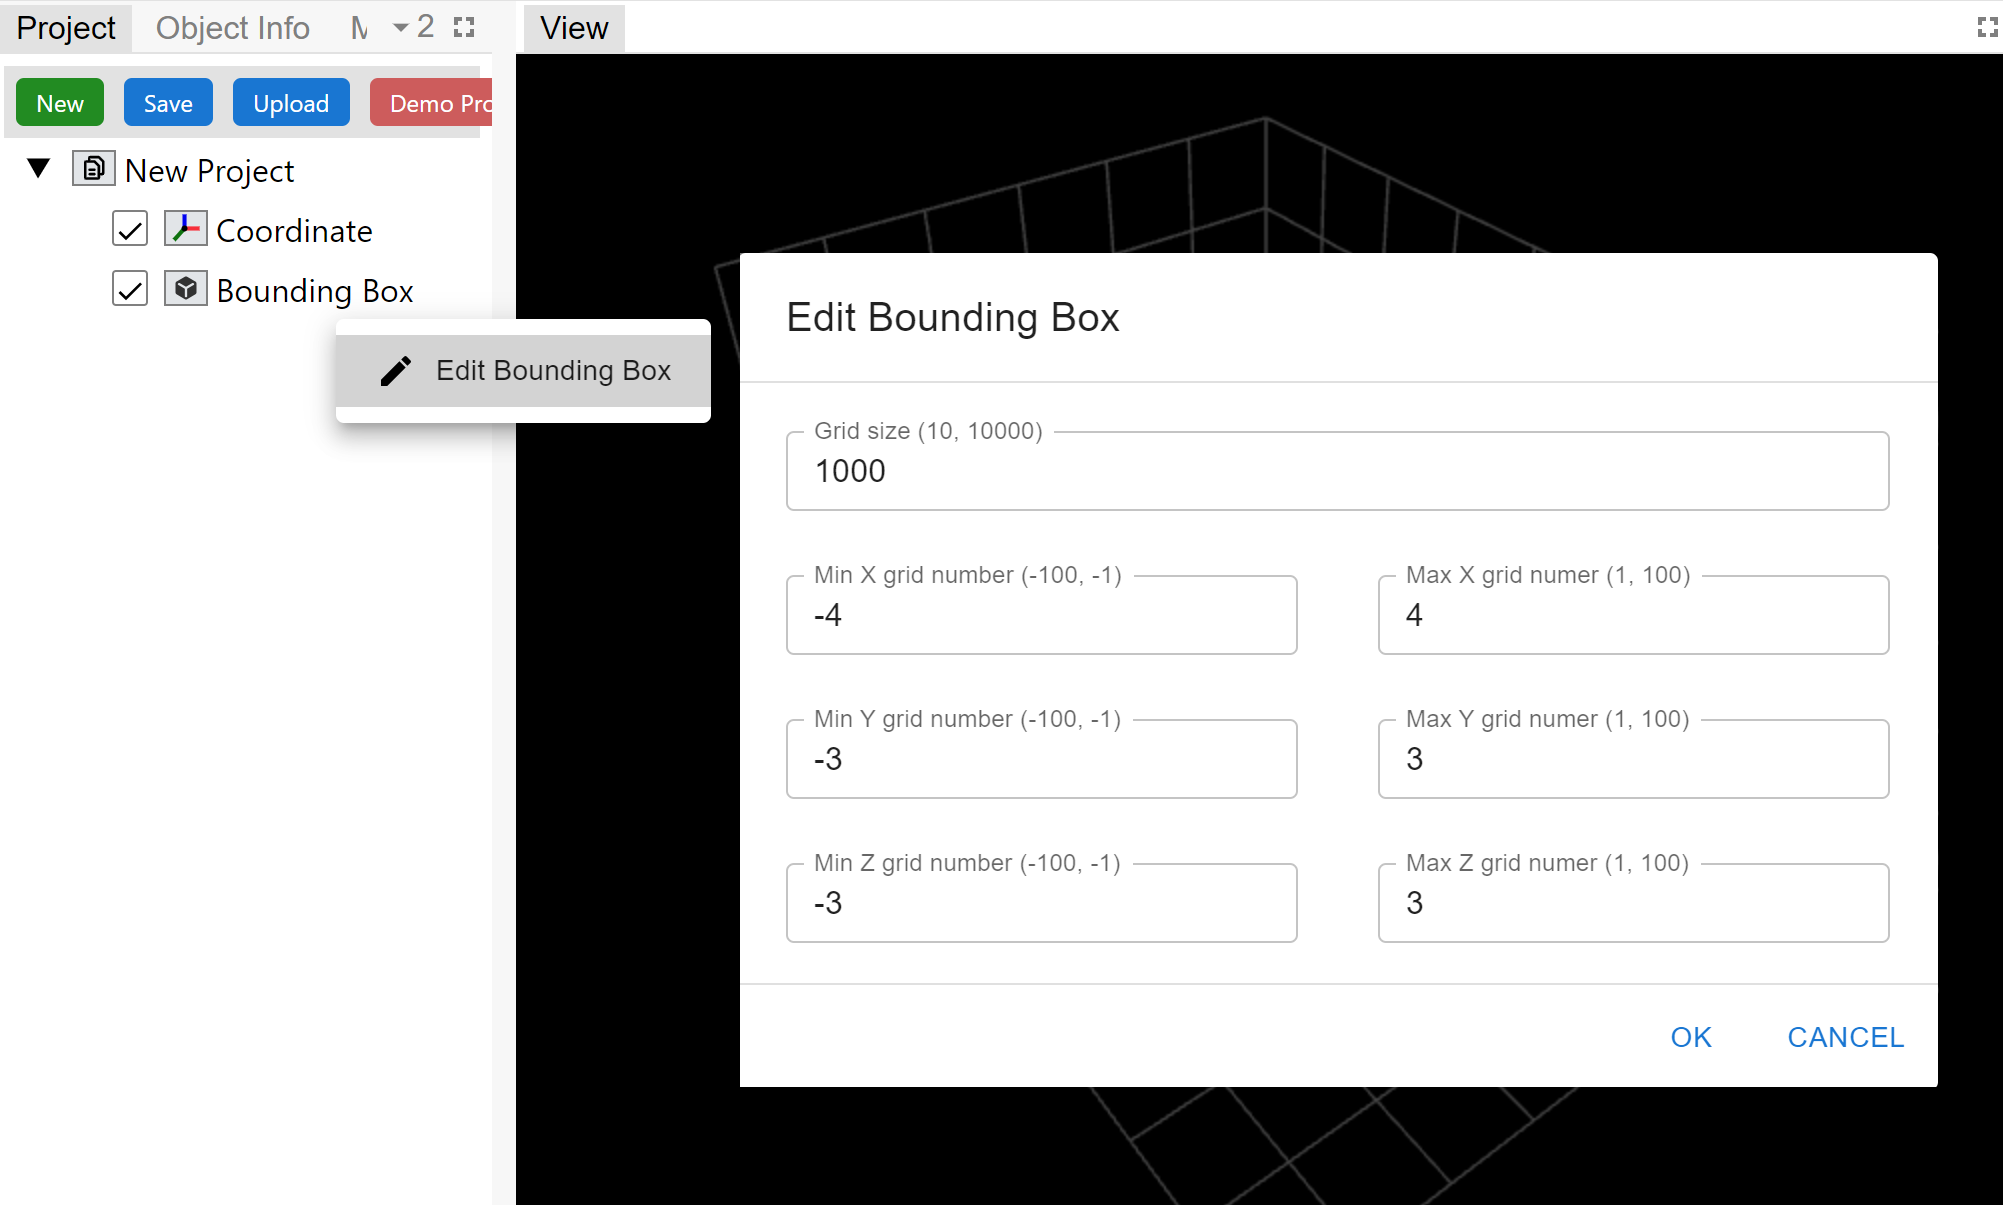 Project
Object Info
M
2
View
New
Save
Upload
Demo Pro
New Project
Coordinate
Bounding Box
Edit Bounding Box
Edit Bounding Box
Grid size (10, 10000)
1000
Min X grid number (-100, -1)
Max X grid numer (1, 100)
-4
4
Min Y grid number (-100, -1)
Max Y grid numer (1, 100)
-3
3
Min Z grid number (-100, -1)
Max Z grid numer (1, 100)
-3
3
OK
CANCEL